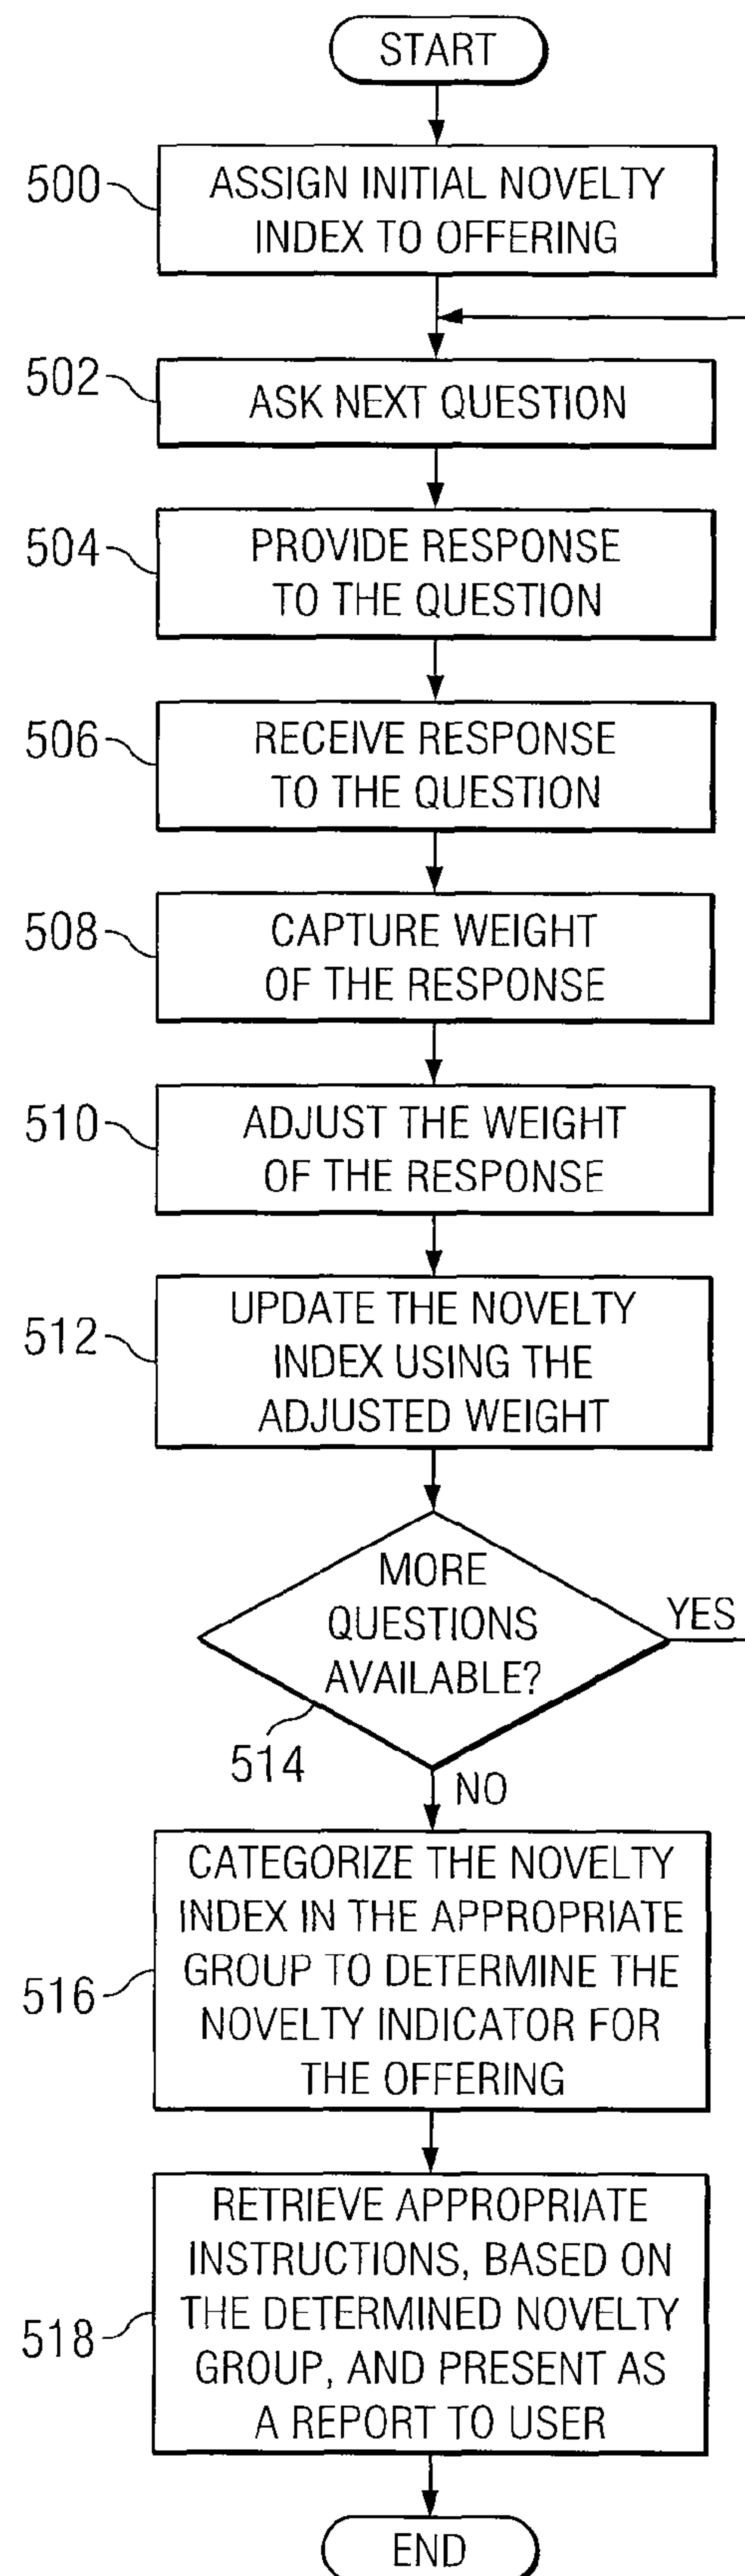 START
500
ASSIGN INITIAL NOVELTY
INDEX TO OFFERING
502
ASK NEXT QUESTION
504
PROVIDE RESPONSE
TO THE QUESTION
506
RECEIVE RESPONSE
TO THE QUESTION
508
CAPTURE WEIGHT
OF THE RESPONSE
510
ADJUST THE WEIGHT
OF THE RESPONSE
512
UPDATE THE NOVELTY
INDEX USING THE
ADJUSTED WEIGHT
MORE
QUESTIONS
AVAILABLE?
YES
514
NO
516
CATEGORIZE THE NOVELTY
INDEX IN THE APPROPRIATE
GROUP TO DETERMINE THE
NOVELTY INDICATOR FOR
THE OFFERING
518
RETRIEVE APPROPRIATE
INSTRUCTIONS, BASED ON
THE DETERMINED NOVELTY
GROUP, AND PRESENT AS
A REPORT TO USER
END